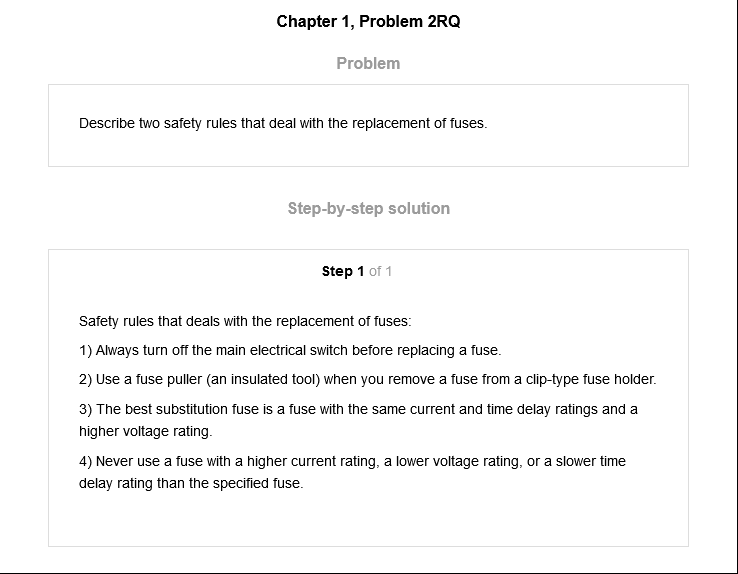 Chapter 1, Problem 2RQ
Problem
Describe two safety rules that deal with the replacement of fuses.
Step-by-step solution
Step 1 of 1
Safety rules that deals with the replacement of fuses:
1) Always turn off the main electrical switch before replacing a fuse.
2) Use a fuse puller (an insulated tool) when you remove a fuse from a clip-type fuse holder.
3) The best substitution fuse is a fuse with the same current and time delay ratings and a
higher voltage rating.
4) Never use a fuse with a higher current rating, a lower voltage rating, or a slower time
delay rating than the specified fuse.